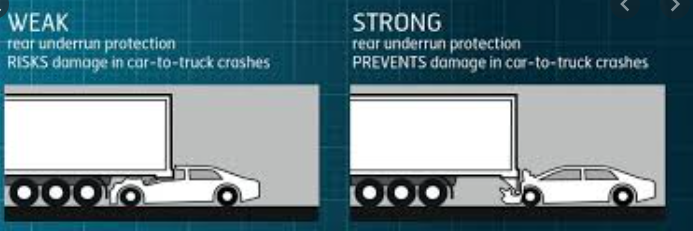 WEAK
rear underrun protection
RISKS damage in car-to-truck crashes
STRONG
rear underrun protection
PREVENTS damage in car-to-truck crashes